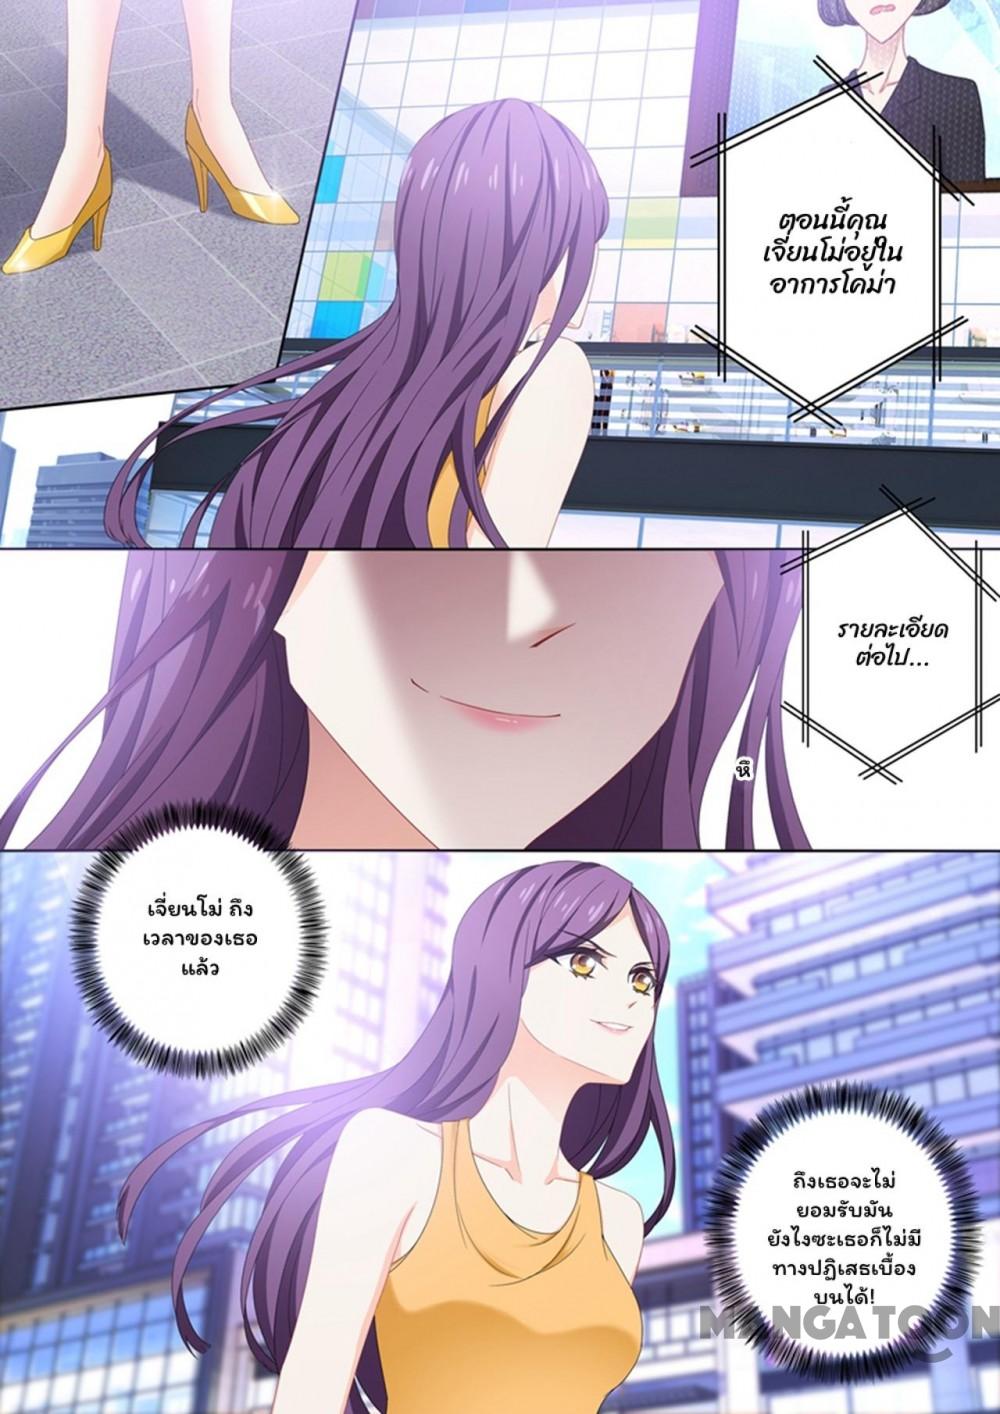 ตอนนี้คุณ
เจี่ยนโม่อยู่ใน
อาการโคม่า
รายละเอียด
ต่อไป...
หึ
เจี่ยนโม่ ถึง
เวลาของเธอ
แล้ว
ถึงเธอจะไม่
ยอมรับมัน
ยังไงซะเธอก็ไม่มี
ทางปฏิเสธเบื้อง
บนได้!
MANGATOON